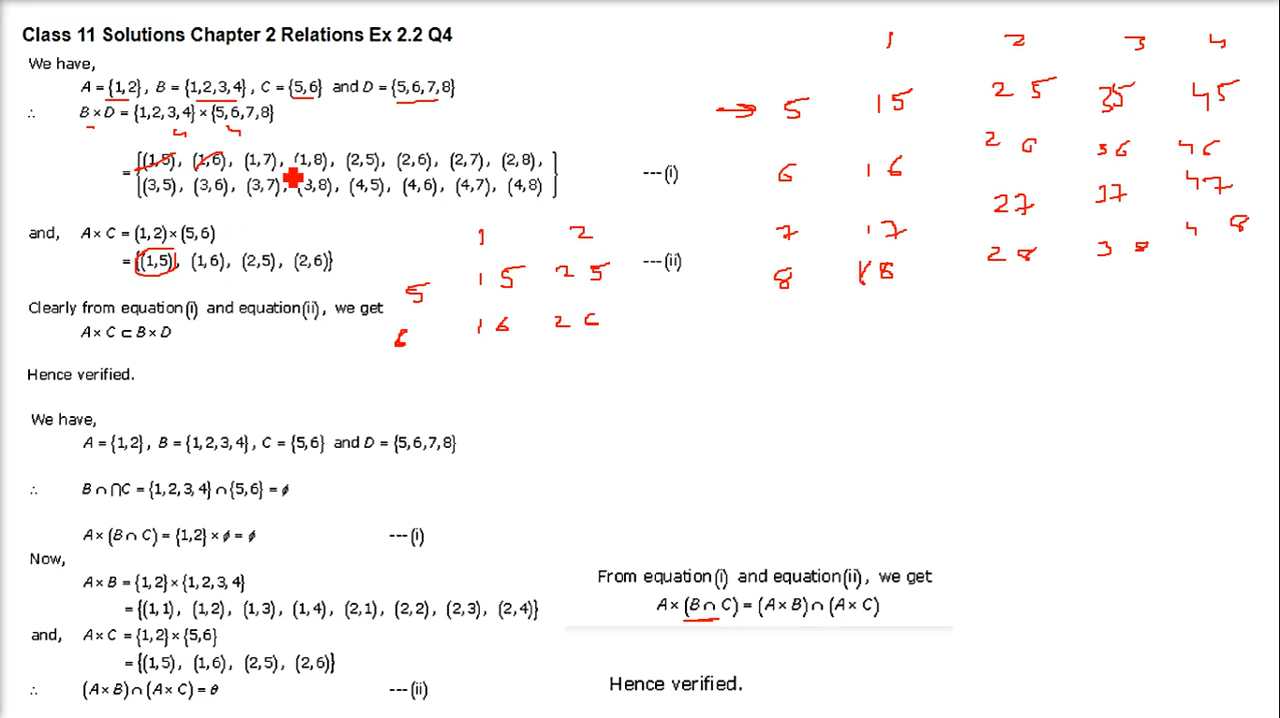 Class 11 Solutions Chapter 2 Relations Ex 2.2 Q4
We have,
A = {1,2}, B = {1,2,3,4}, C = {5,6} and D = {5,6,7,8}
∴ B × D = {1,2,3,4} × {5,6,7,8}
4 4
= {(1,5), (1,6), (1,7), (1,8), (2,5), (2,6), (2,7), (2,8),
(3,5), (3,6), (3,7), (3,8), (4,5), (4,6), (4,7), (4,8)} ---(i)
and, A × C = (1,2) × (5,6)
= {(1,5), (1,6), (2,5), (2,6)} ---(ii)
Clearly from equation(i) and equation(ii), we get
A × C ⊂ B × D
Hence verified.
1 2
5 15 25
6 16 26
1 2 3 4
→ 5 15 25 35 45
6 16 26 36 46
7 17 27 37 47
8 18 28 38 48
We have,
A = {1,2}, B = {1,2,3,4}, C = {5,6} and D = {5,6,7,8}
∴ B ∩ ⋂C = {1,2,3,4} ∩ {5,6} = ϕ
A × (B ∩ C) = {1,2} × ϕ = ϕ ---(i)
Now,
A × B = {1,2} × {1,2,3,4}
= {(1,1), (1,2), (1,3), (1,4), (2,1), (2,2), (2,3), (2,4)}
and, A × C = {1,2} × {5,6}
= {(1,5), (1,6), (2,5), (2,6)}
∴ (A × B) ∩ (A × C) = θ ---(ii)
From equation(i) and equation(ii), we get
A × (B ∩ C) = (A × B) ∩ (A × C)
Hence verified.